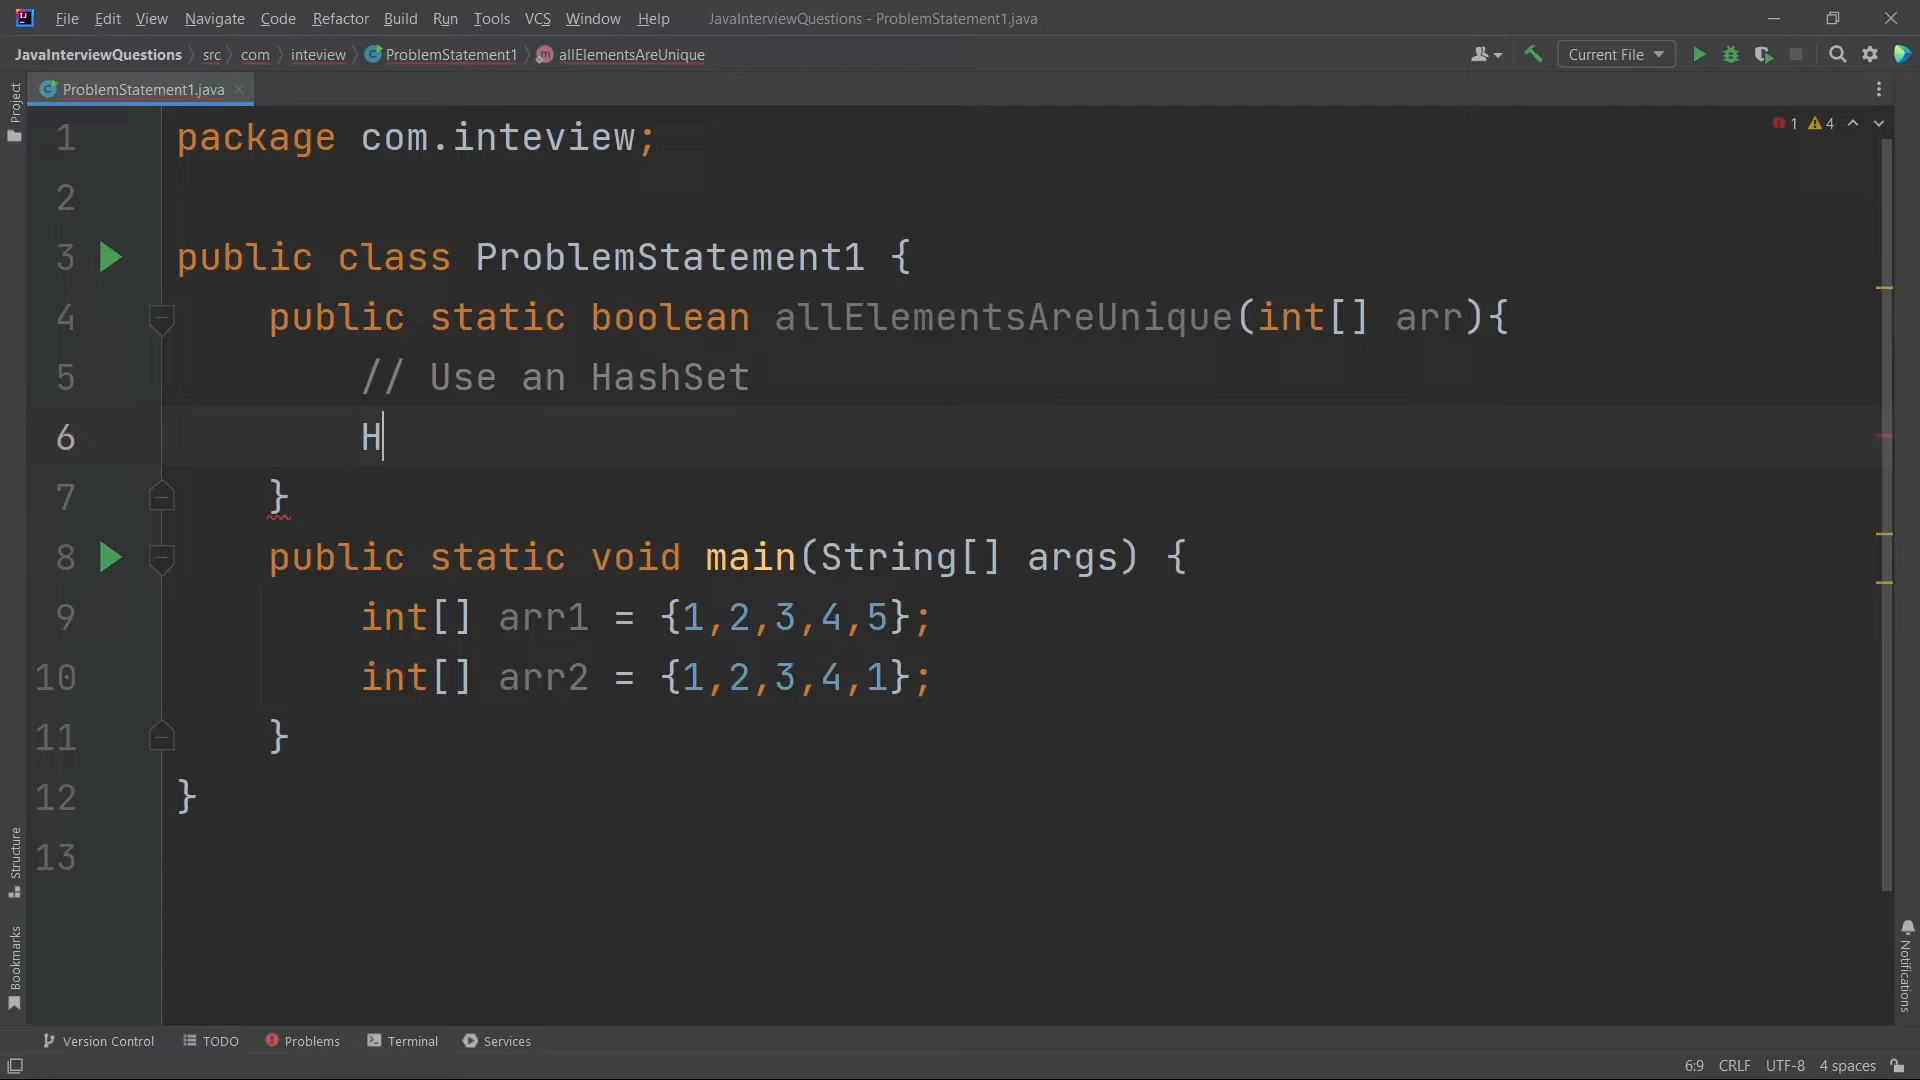 File Edit View Navigate Code Refactor Build Run Tools VCS Window Help JavaInterviewQuestions - ProblemStatement1.java
JavaInterviewQuestions src com inteview ProblemStatement1 allElementsAreUnique Current File
ProblemStatement1.java
Project
1 4
1 package com.inteview;
2
3 public class ProblemStatement1 {
4 public static boolean allElementsAreUnique(int[] arr){
5 // Use an HashSet
6 H
7 }
8 public static void main(String[] args) {
9 int[] arr1 = {1,2,3,4,5};
10 int[] arr2 = {1,2,3,4,1};
11 }
12 }
13
Structure
Bookmarks
Notifications
Version Control TODO Problems Terminal Services
6:9 CRLF UTF-8 4 spaces